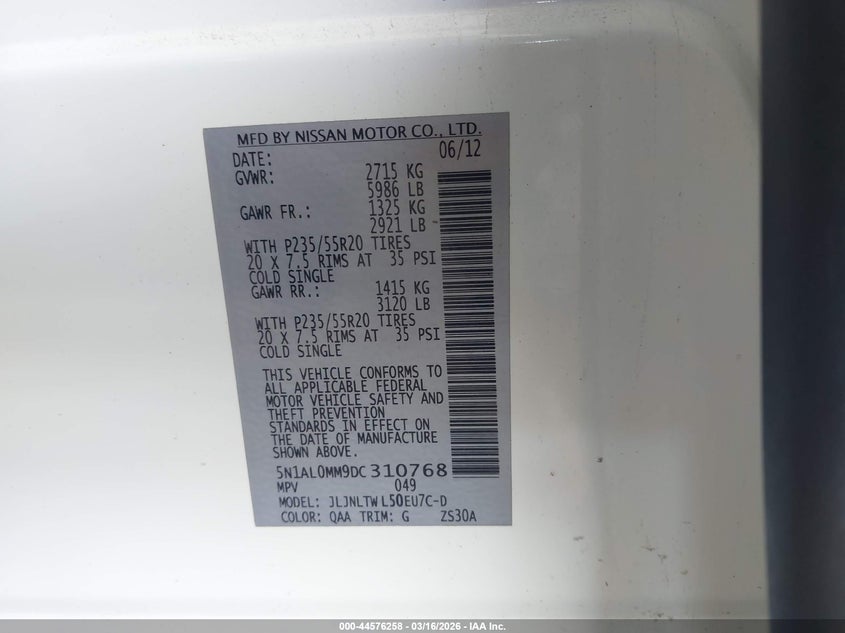 MFD BY NISSAN MOTOR CO., LTD.
DATE: 06/12
GVWR: 2715 KG
5986 LB
GAWR FR.: 1325 KG
2921 LB
WITH P235/55R20 TIRES
20 X 7.5 RIMS AT 35 PSI
COLD SINGLE
GAWR RR.: 1415 KG
3120 LB
WITH P235/55R20 TIRES
20 X 7.5 RIMS AT 35 PSI
COLD SINGLE
THIS VEHICLE CONFORMS TO
ALL APPLICABLE FEDERAL
MOTOR VEHICLE SAFETY AND
THEFT PREVENTION
STANDARDS IN EFFECT ON
THE DATE OF MANUFACTURE
SHOWN ABOVE.
5N1AL0MM9DC310768
MPV 049
MODEL: JLJNLTW L50EU7C-D
COLOR: QAA TRIM: G ZS30A
000-44576258 - 03/16/2026 - IAA Inc.